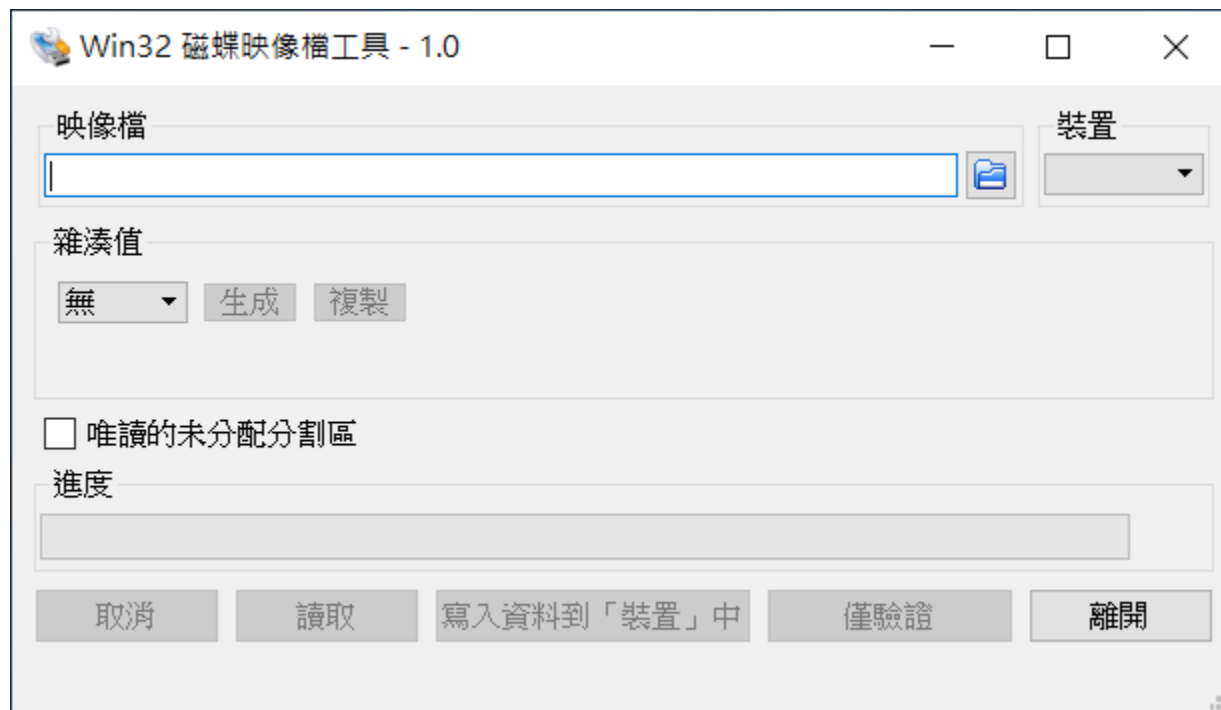 Win32 磁蝶映像檔工具 - 1.0
映像檔
裝置
雜湊值
無
生成
複製
唯讀的未分配分割區
進度
取消
讀取
寫入資料到「裝置」中
僅驗證
離開